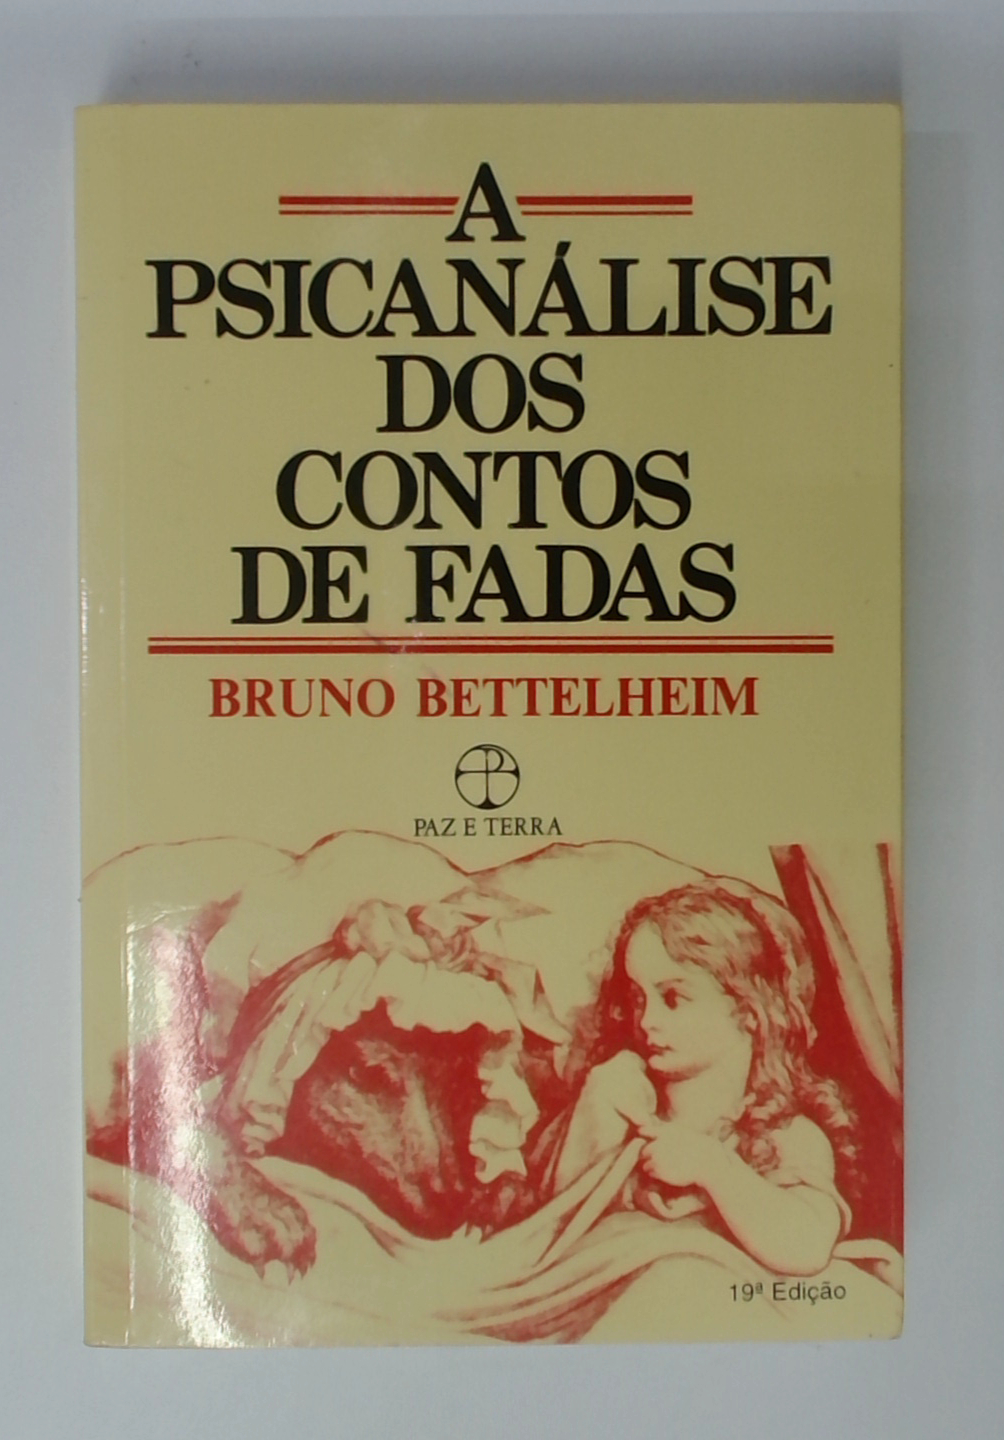 A
PSICANÁLISE
DOS
CONTOS
DE FADAS
BRUNO BETTELHEIM
PAZ E TERRA
19ª Edição